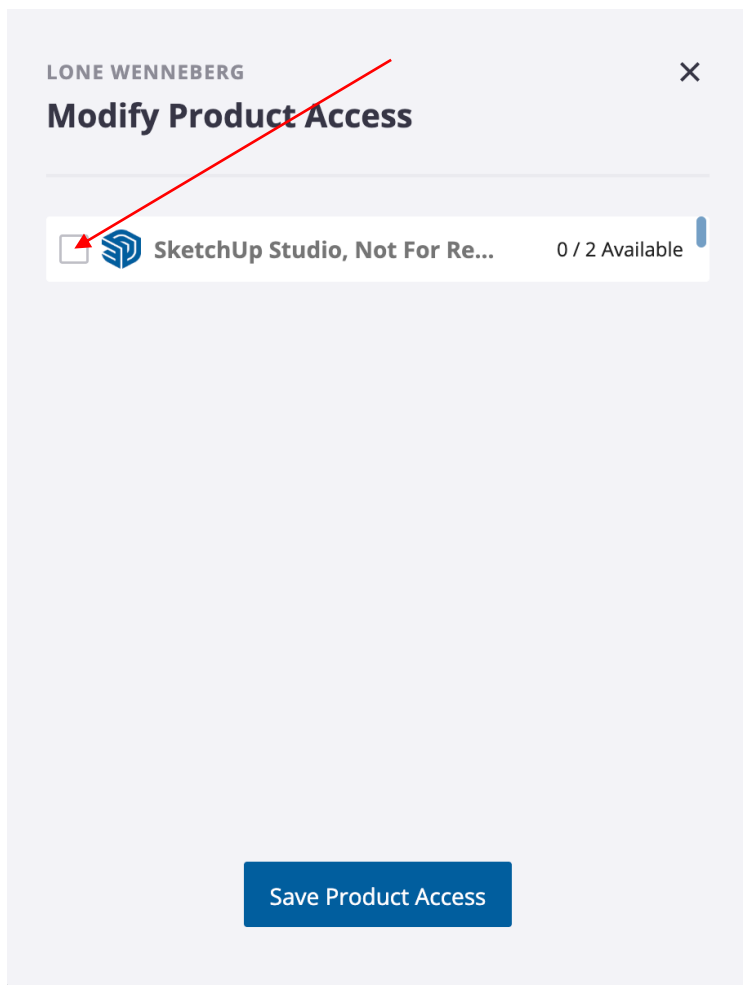 LONE WENNEBERG
Modify Product Access
SketchUp Studio, Not For Re... 0 / 2 Available
Save Product Access